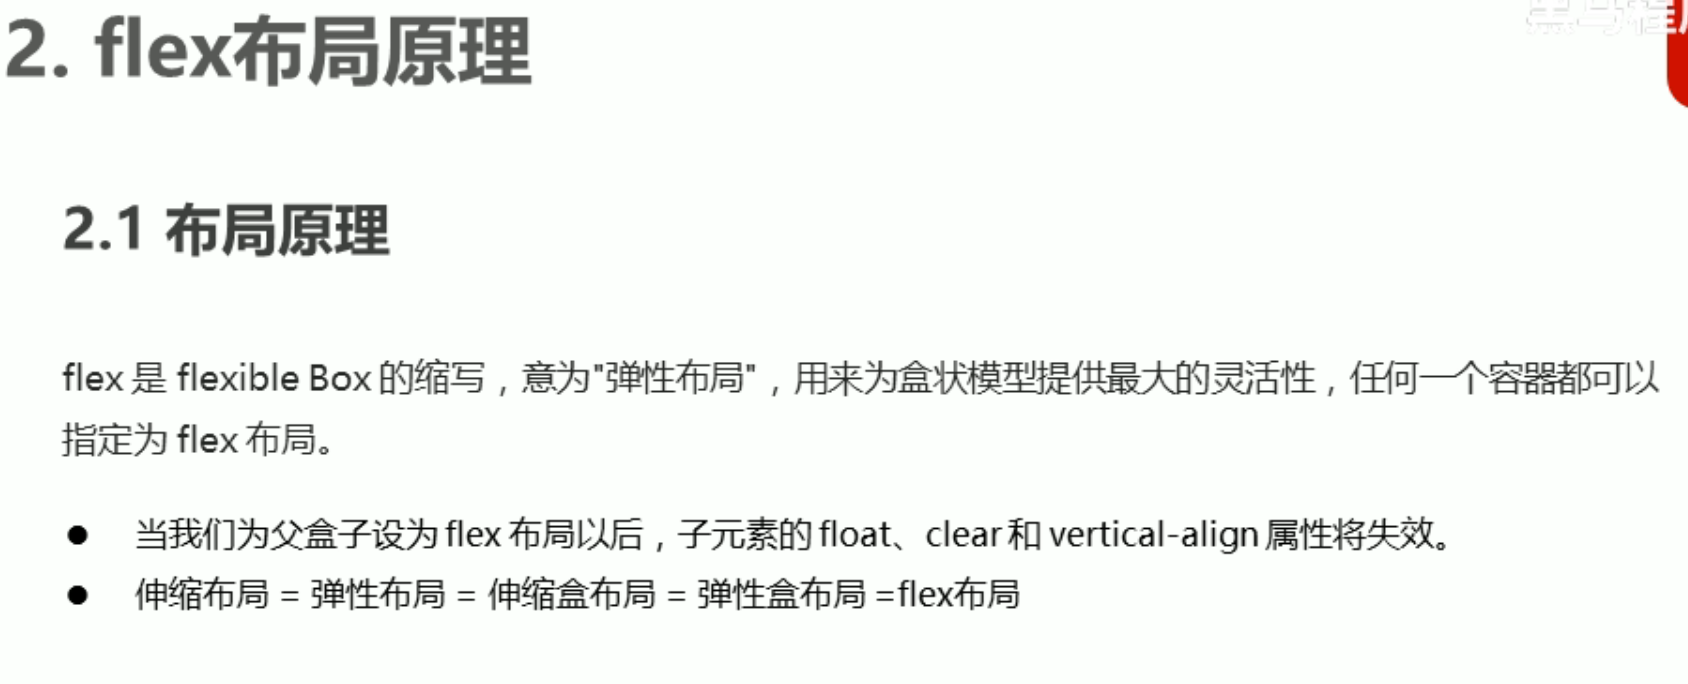 黑马程
2. flex布局原理
2.1 布局原理
flex 是 flexible Box 的缩写，意为"弹性布局"，用来为盒状模型提供最大的灵活性，任何一个容器都可以
指定为 flex 布局。
● 当我们为父盒子设为 flex 布局以后，子元素的 float、clear 和 vertical-align 属性将失效。
● 伸缩布局 = 弹性布局 = 伸缩盒布局 = 弹性盒布局 =flex布局